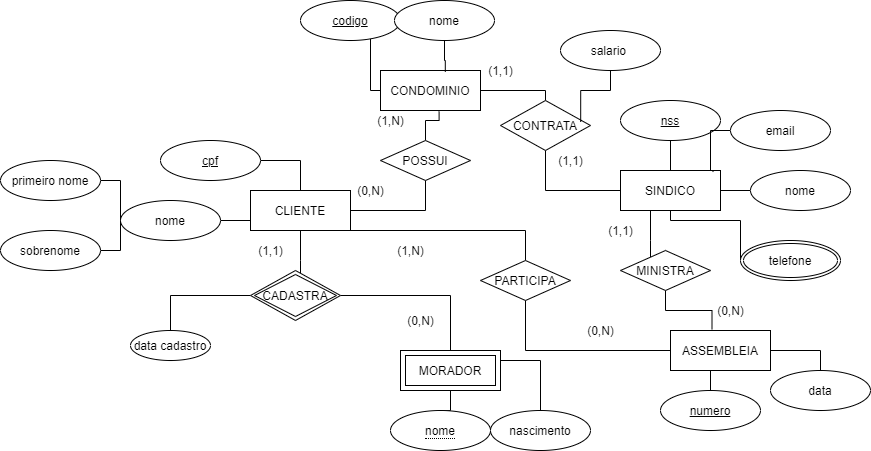 codigo
nome
salario
(1,1)
CONDOMINIO
(1,N)
CONTRATA
nss
email
cpf
POSSUI
(1,1)
primeiro nome
(0,N)
SINDICO
nome
nome
CLIENTE
(1,1)
sobrenome
(1,1)
(1,N)
telefone
MINISTRA
PARTICIPA
CADASTRA
(0,N)
(0,N)
(0,N)
data cadastro
ASSEMBLEIA
MORADOR
data
numero
nome
nascimento